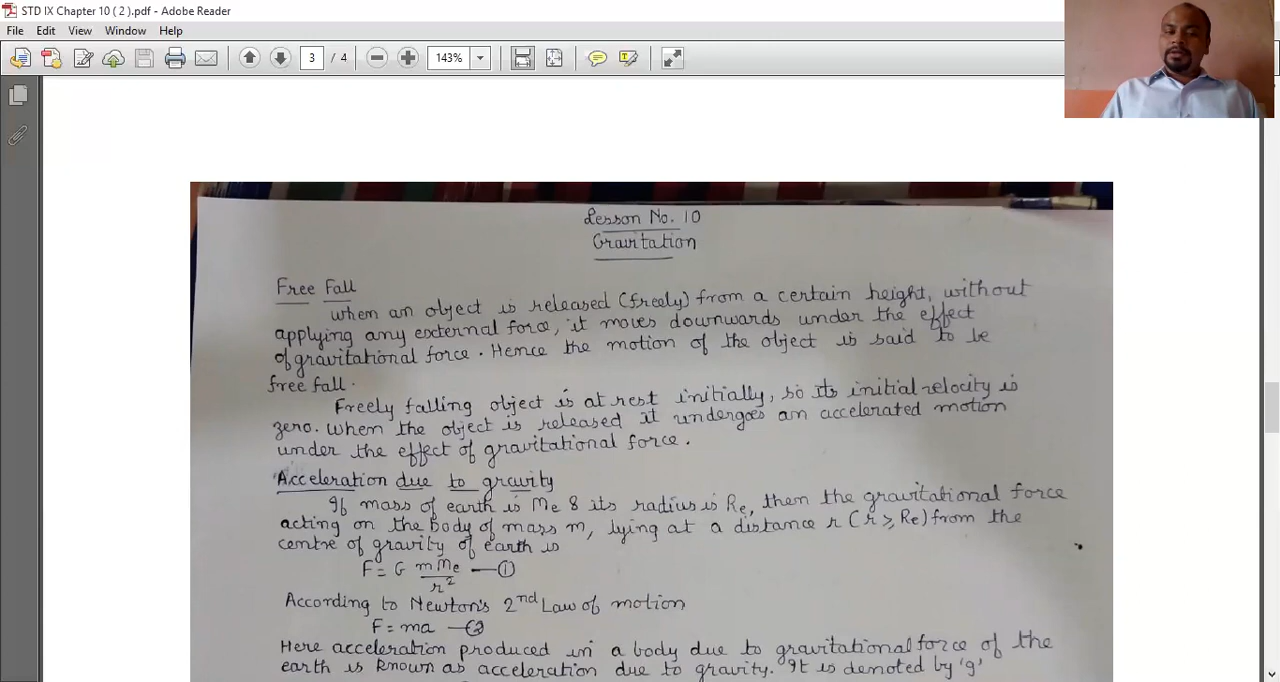 STD IX Chapter 10 ( 2 ).pdf - Adobe Reader
File Edit View Window Help
3 / 4 143%
Lesson No. 10
Gravitation
Free Fall
When an object is released (freely) from a certain height, without
applying any external force, it moves downwards under the effect
of gravitational force. Hence the motion of the object is said to be
free fall.
Freely falling object is at rest initially, so its initial velocity is
zero. When the object is released it undergoes an accelerated motion
under the effect of gravitational force.
Acceleration due to gravity
If mass of earth is Me & its radius is Re, then the gravitational force
acting on the body of mass m, lying at a distance r (r ≥ Re) from the
centre of gravity of earth is
F = G mMe/r² —①
According to Newton's 2nd Law of motion
F = ma —②
Here acceleration produced in a body due to gravitational force of the
earth is known as acceleration due to gravity. It is denoted by 'g'